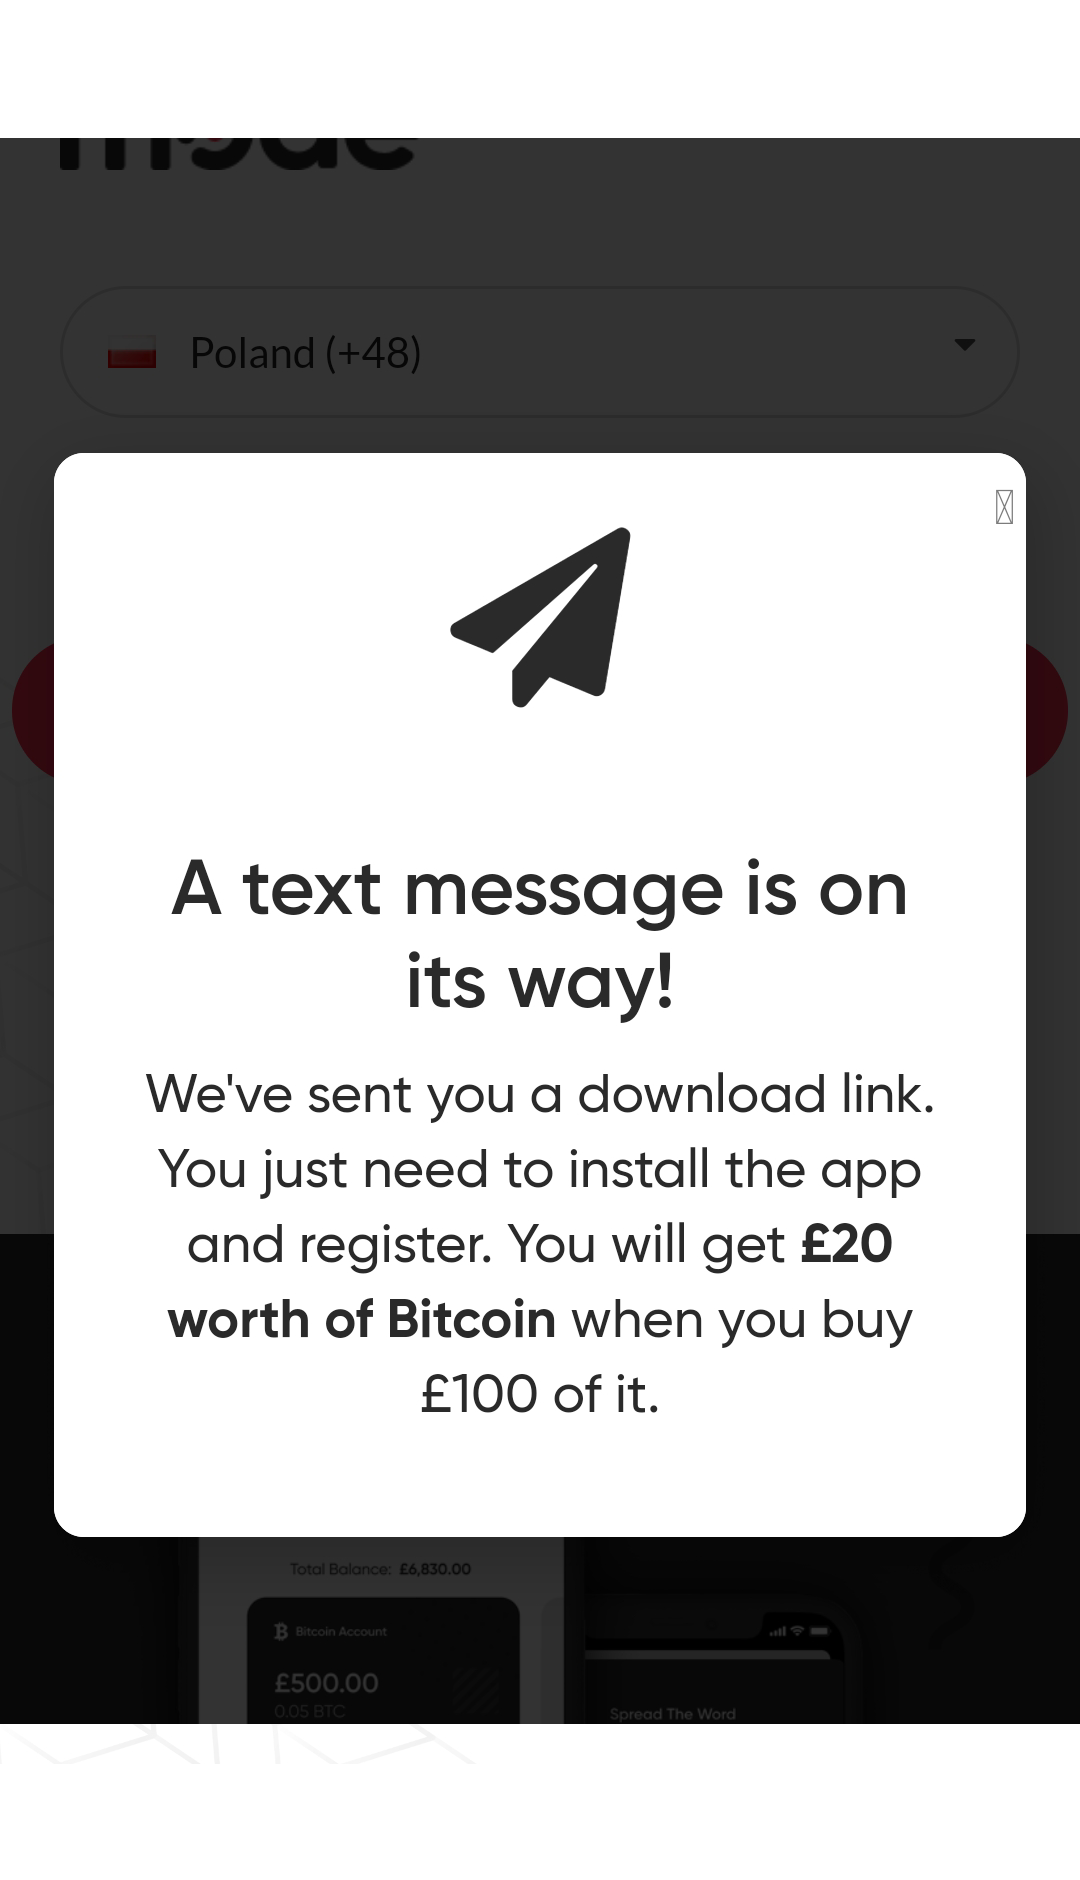 mode
Poland (+48)
A text message is on
its way!
We've sent you a download link.
You just need to install the app
and register. You will get £20
worth of Bitcoin when you buy
£100 of it.
Total Balance: £6,830.00
Bitcoin Account
£500.00
0.05 BTC
Spread The Word